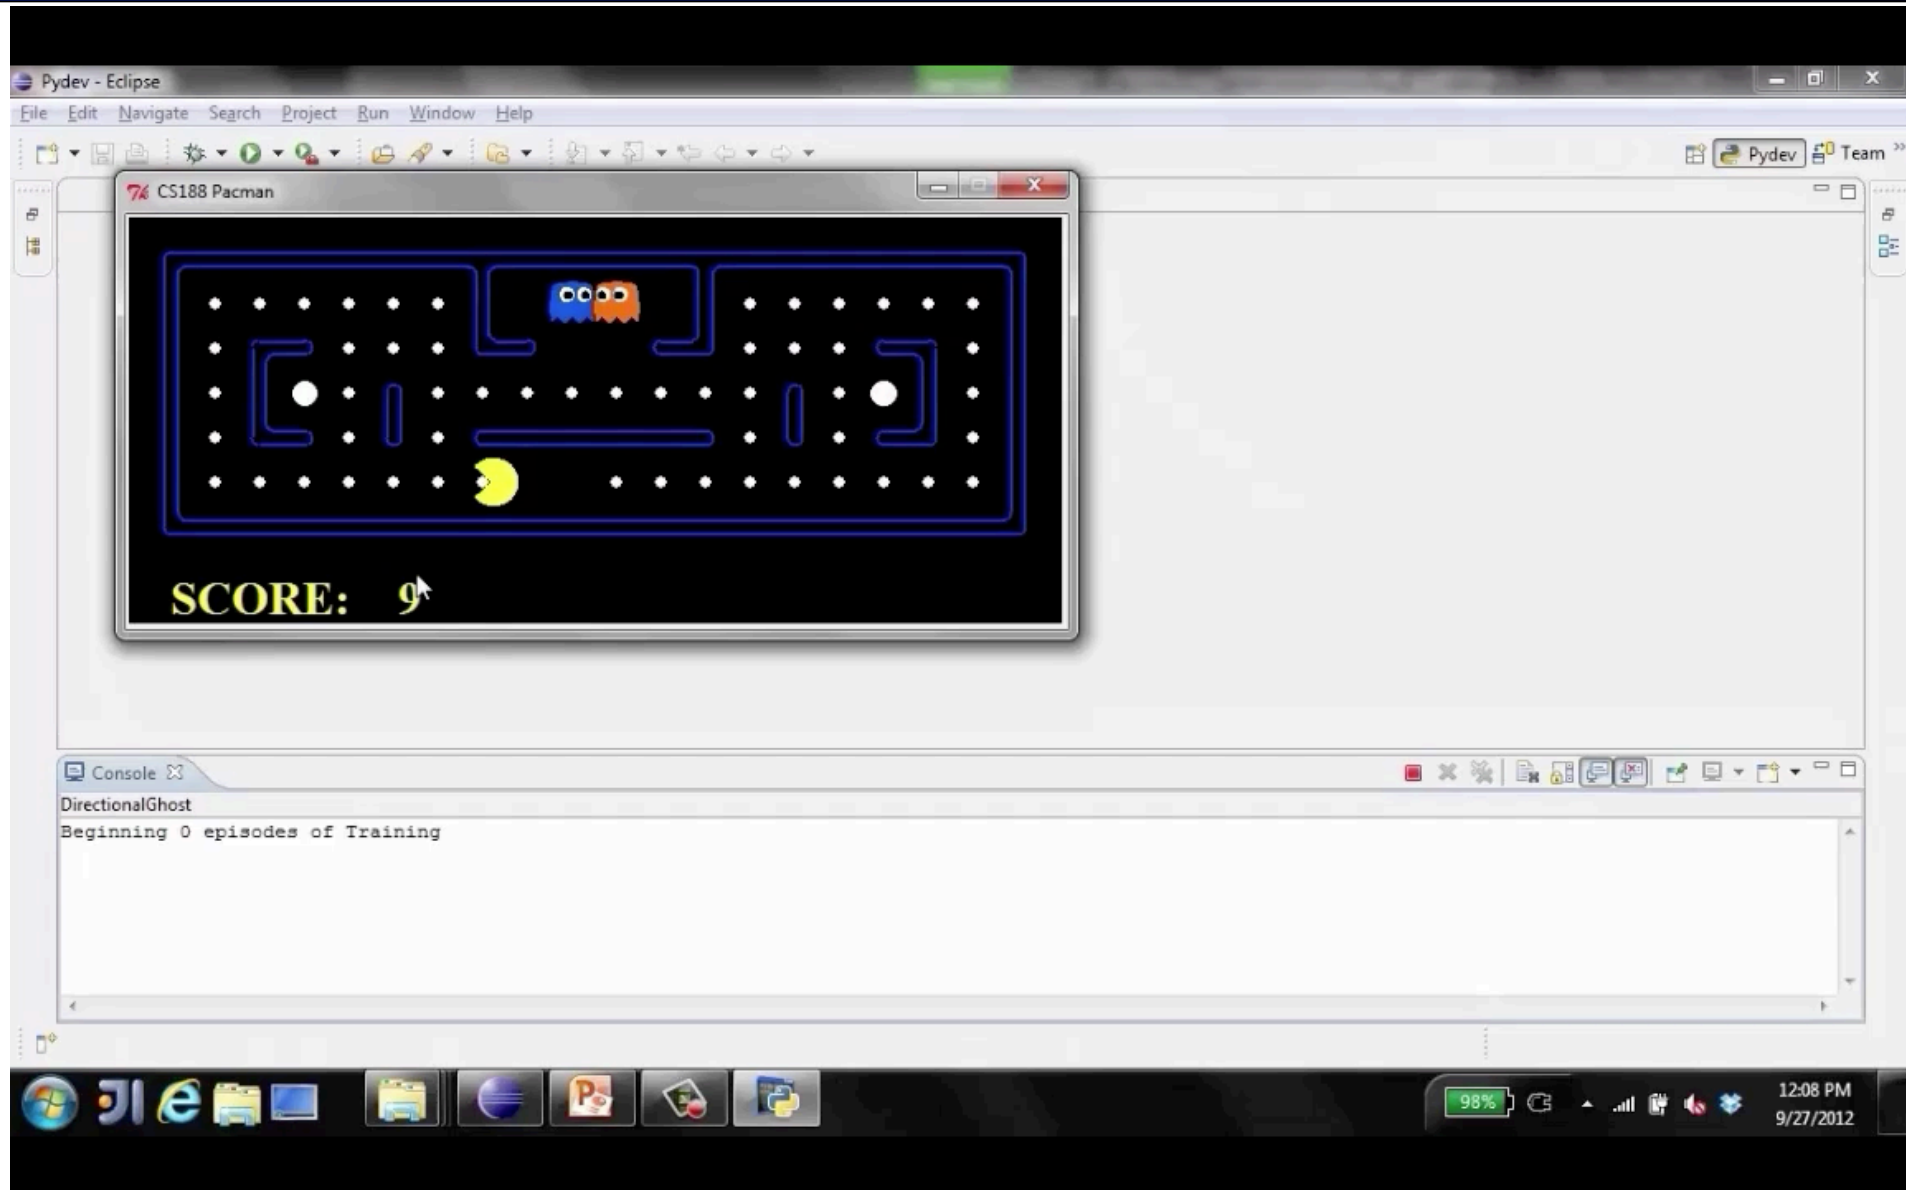 Pydev - Eclipse
File Edit Navigate Search Project Run Window Help
Pydev Team
CS188 Pacman
SCORE: 9
Console
DirectionalGhost
Beginning 0 episodes of Training
98%
12:08 PM
9/27/2012